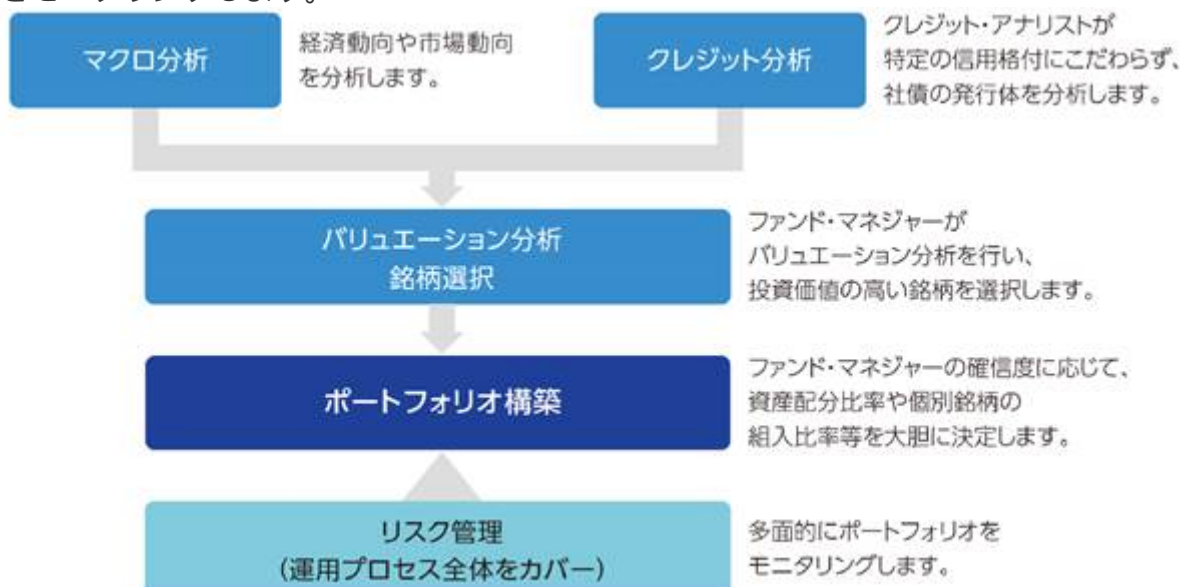 マクロ分析
経済動向や市場動向
を分析します。
クレジット分析
クレジット・アナリストが
特定の信用格付にこだわらず、
社債の発行体を分析します。
バリュエーション分析
銘柄選択
ファンド・マネジャーが
バリュエーション分析を行い、
投資価値の高い銘柄を選択します。
ポートフォリオ構築
ファンド・マネジャーの確信度に応じて、
資産配分比率や個別銘柄の
組入比率等を大胆に決定します。
リスク管理
(運用プロセス全体をカバー)
多面的にポートフォリオを
モニタリングします。